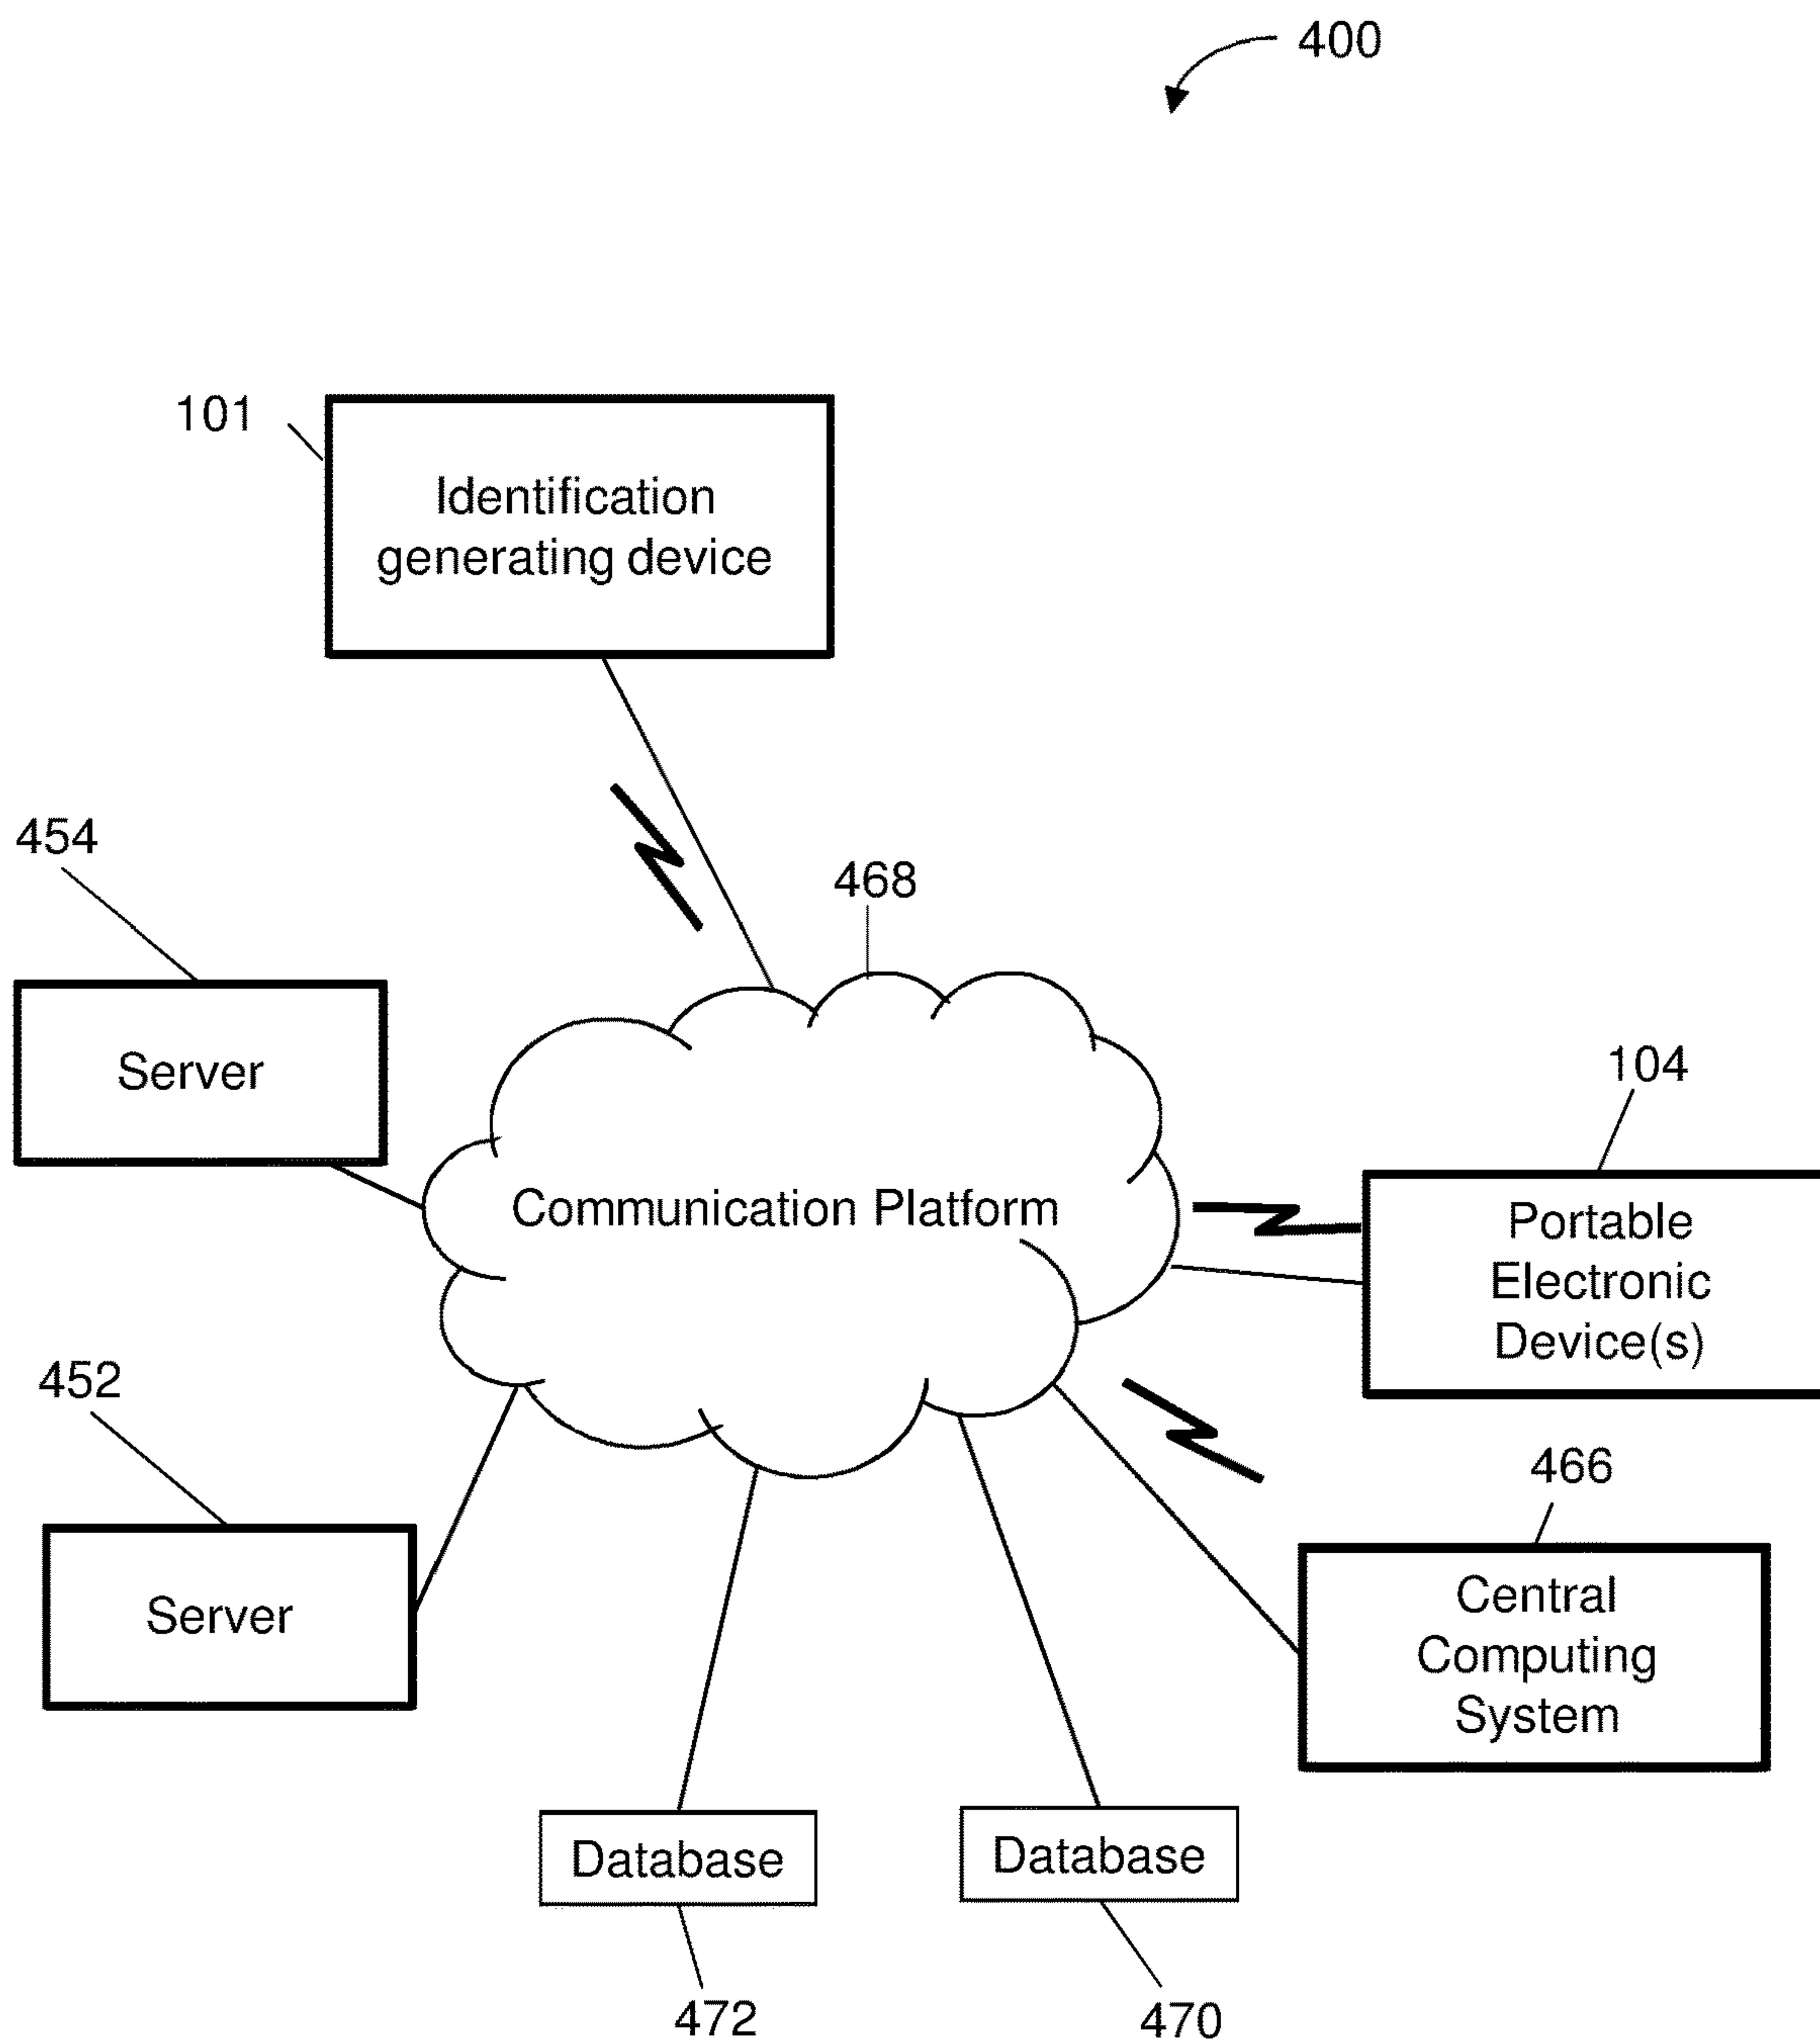 400
101
Identification
generating device
454
468
Server
104
Communication Platform
Portable
Electronic
Device(s)
452
466
Server
Central
Computing
System
Database
Database
472
470